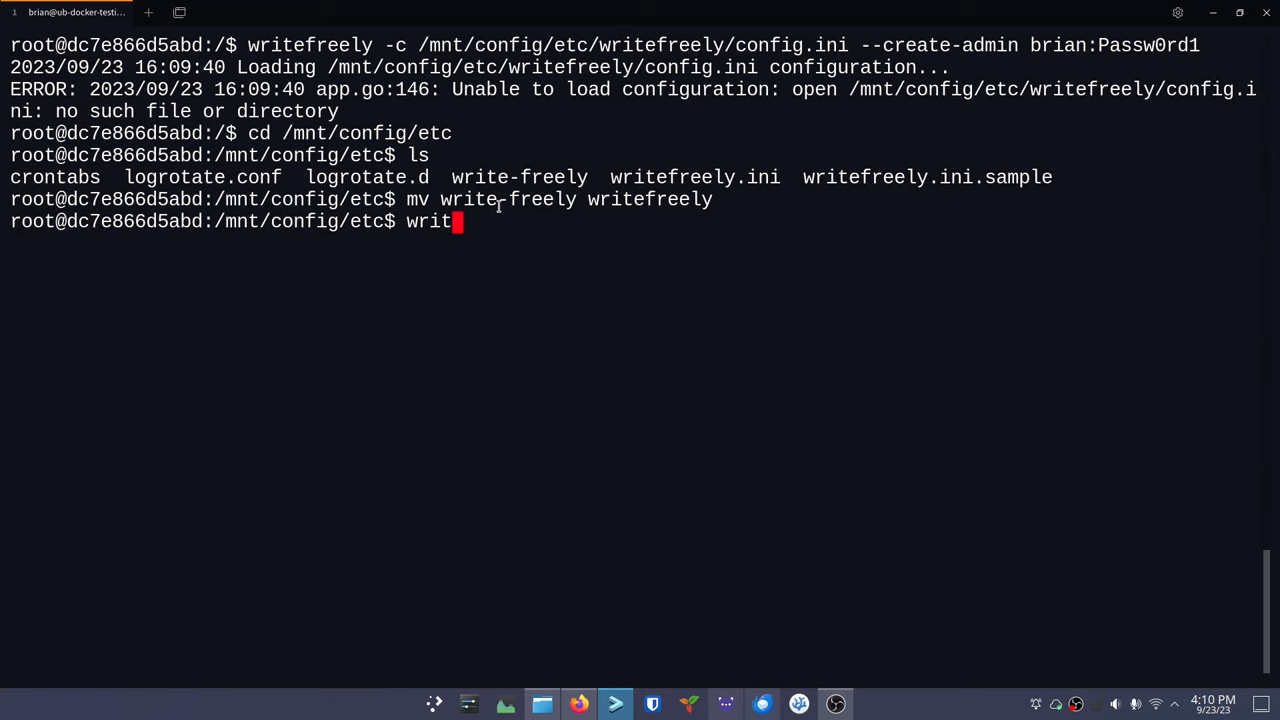 1 brian@ub-docker-testi...
root@dc7e866d5abd:/$ writefreely -c /mnt/config/etc/writefreely/config.ini --create-admin brian:Passw0rd1
2023/09/23 16:09:40 Loading /mnt/config/etc/writefreely/config.ini configuration...
ERROR: 2023/09/23 16:09:40 app.go:146: Unable to load configuration: open /mnt/config/etc/writefreely/config.i
ni: no such file or directory
root@dc7e866d5abd:/$ cd /mnt/config/etc
root@dc7e866d5abd:/mnt/config/etc$ ls
crontabs logrotate.conf logrotate.d write-freely writefreely.ini writefreely.ini.sample
root@dc7e866d5abd:/mnt/config/etc$ mv write-freely writefreely
root@dc7e866d5abd:/mnt/config/etc$ writ
4:10 PM
9/23/23